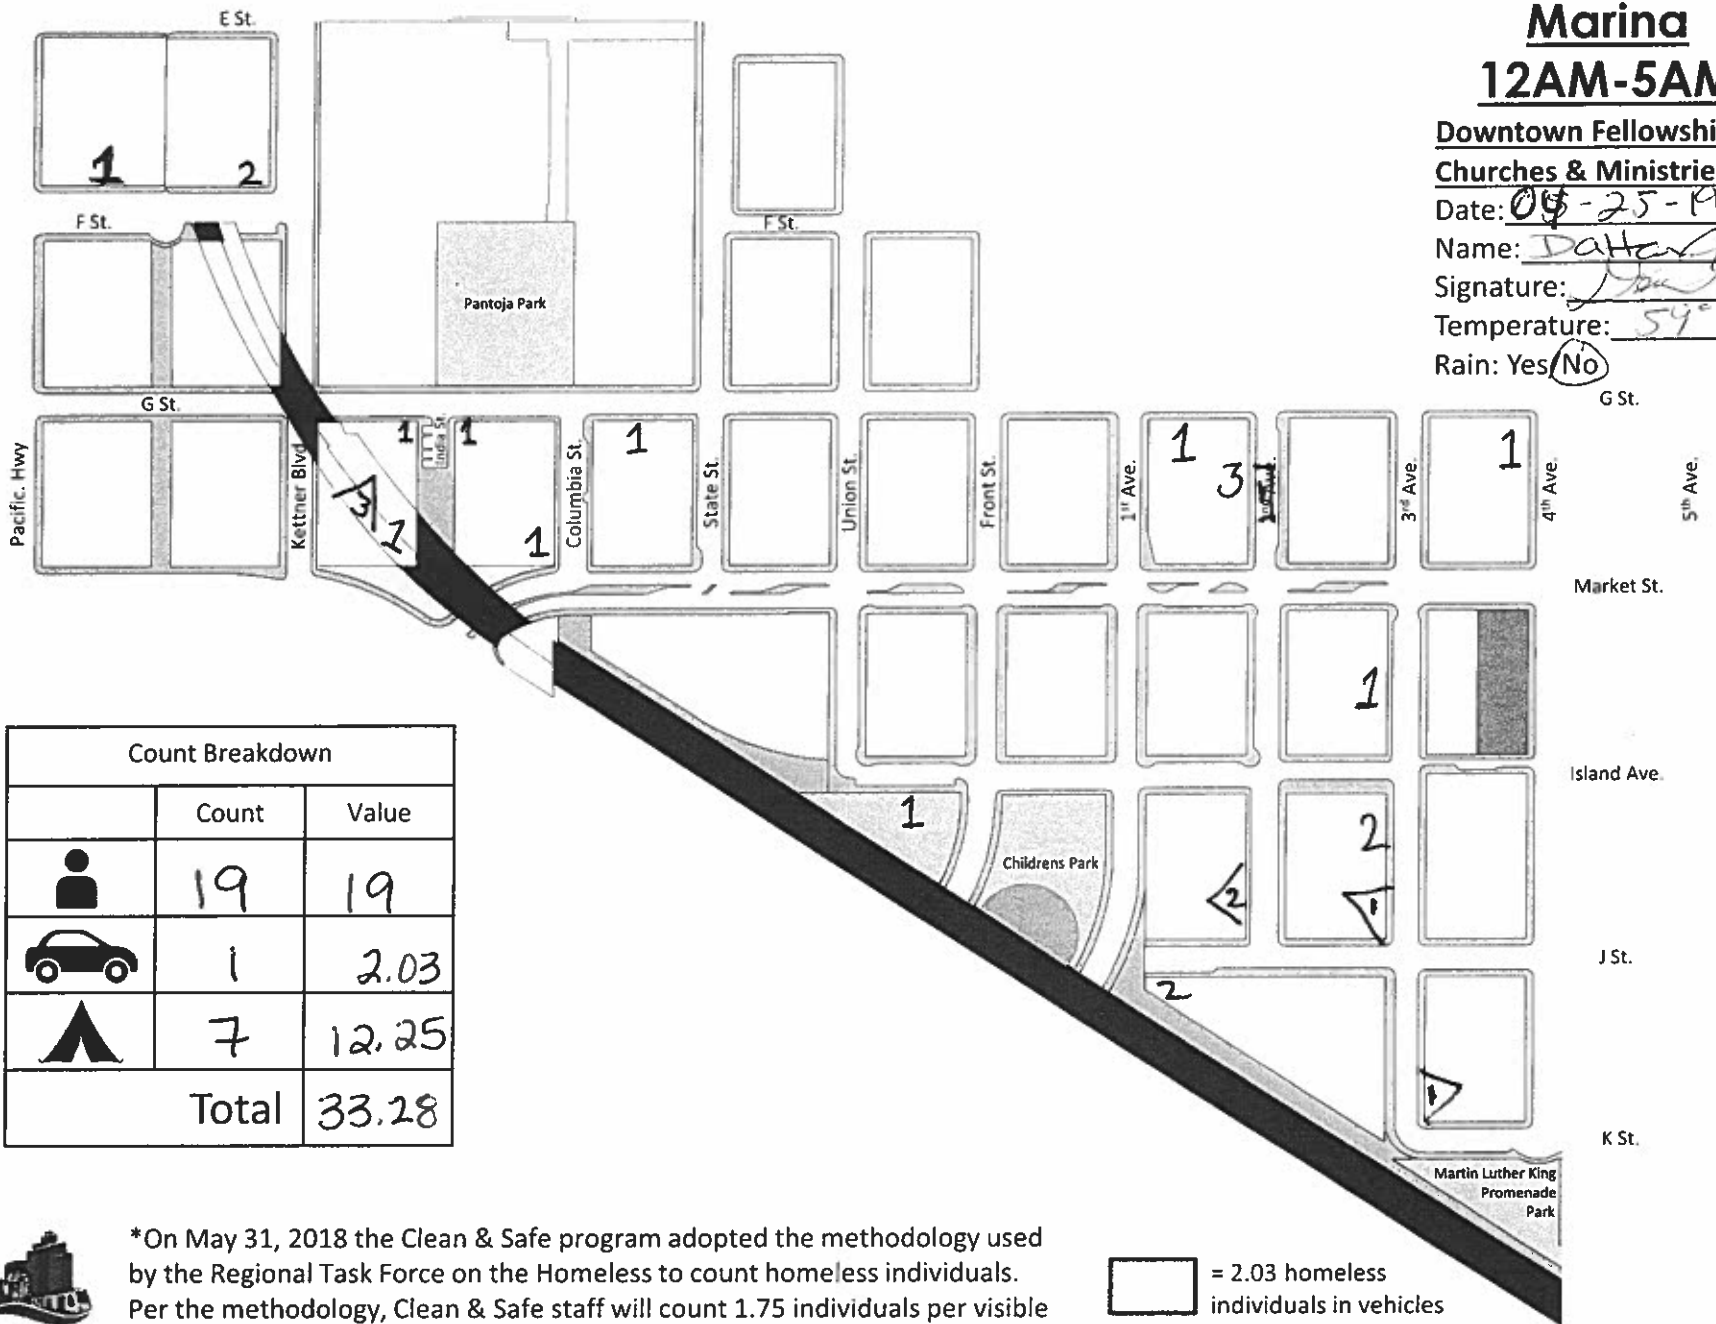 E St.
Marina
12AM-5AM
Downtown Fellowshi
Churches & Ministrie
Date: 04-25-19
Name:
Signature:
Temperature: 59°
Rain: Yes/No
1
2
F St.
F St.
Pantoja Park
G St.
G St.
Pacific. Hwy
Kettner Blvd
India St.
Columbia St.
State St.
Union St.
Front St.
1st Ave.
3rd Ave.
4th Ave.
5th Ave.
1
1
1
1
3
1
3
1
1
Market St.
1
Island Ave.
1
Childrens Park
2
2
1
J St.
2
1
K St.
Martin Luther King
Promenade
Park
Count Breakdown
Count Value
19 19
1 2.03
7 12.25
Total 33.28
*On May 31, 2018 the Clean & Safe program adopted the methodology used
by the Regional Task Force on the Homeless to count homeless individuals.
Per the methodology, Clean & Safe staff will count 1.75 individuals per visible
= 2.03 homeless
individuals in vehicles